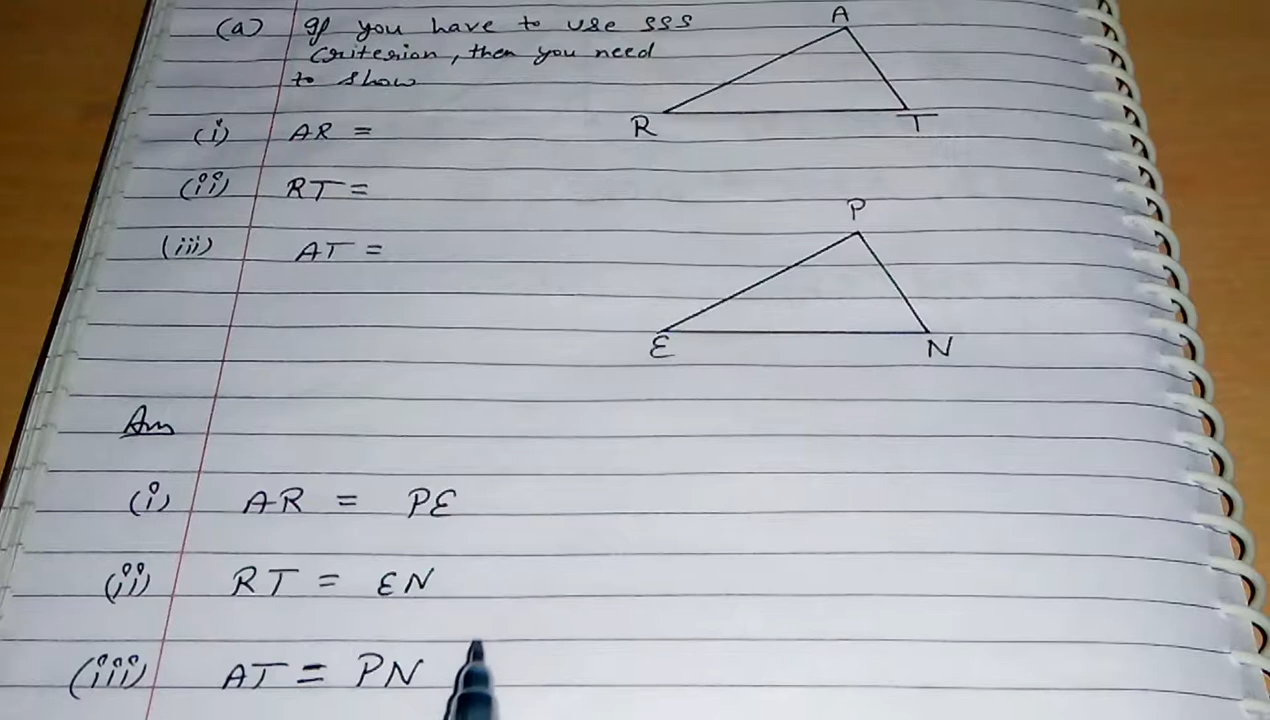 (a) If you have to use SSS
criterion, then you need
to show
(i) AR =
(ii) RT =
(iii) AT =
A
R
T
P
E
N
Ans
(i) AR = PE
(ii) RT = EN
(iii) AT = PN